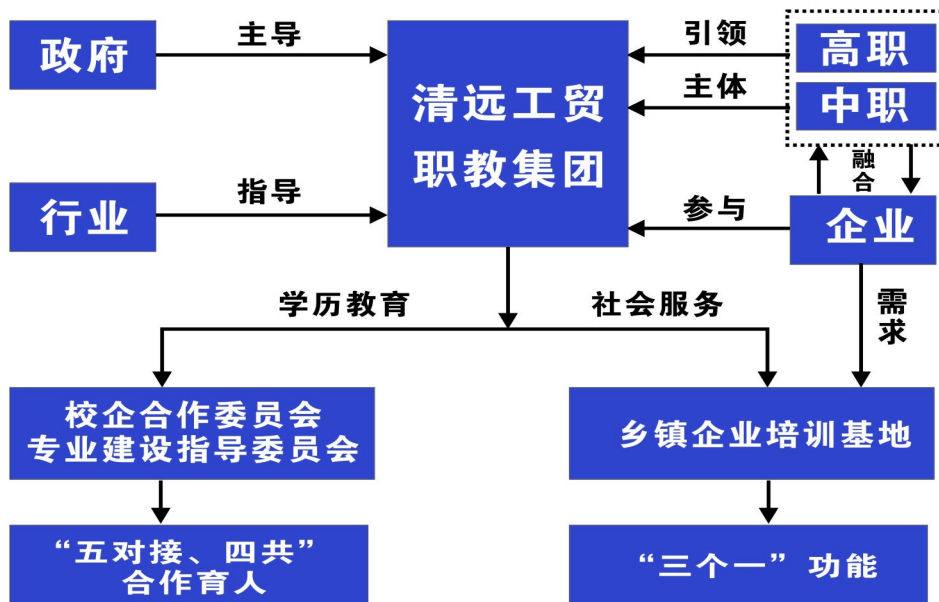 政府
主导
清远工贸
职教集团
引领
高职
主体
中职
融合
行业
指导
参与
企业
学历教育
社会服务
需求
校企合作委员会
专业建设指导委员会
乡镇企业培训基地
“五对接、四共”
合作育人
“三个一”功能